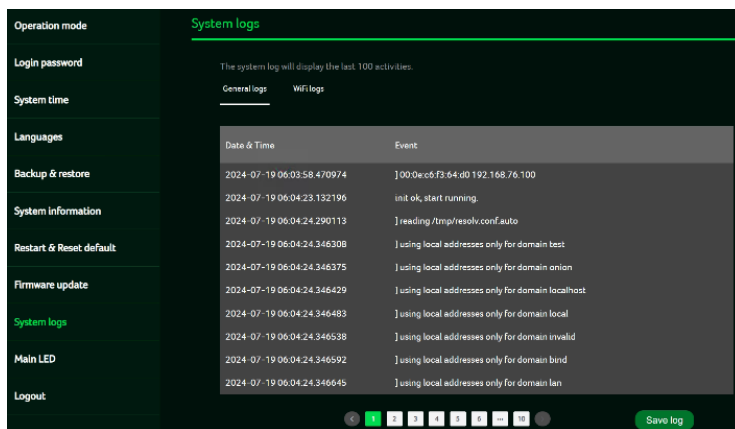 Operation mode
Login password
System time
Languages
Backup & restore
System information
Restart & Reset default
Firmware update
System logs
Main LED
Logout
System logs
The system log will display the last 100 activities.
General logs WiFi logs
Date & Time Event
2024-07-19 06:03:58.470974 ] 00:0e:c6:f3:64:d0 192.168.76.100
2024-07-19 06:04:23.132196 init ok, start running.
2024-07-19 06:04:24.290113 ] reading /tmp/resolv.conf.auto
2024-07-19 06:04:24.346308 ] using local addresses only for domain test
2024-07-19 06:04:24.346375 ] using local addresses only for domain onion
2024-07-19 06:04:24.346429 ] using local addresses only for domain localhost
2024-07-19 06:04:24.346483 ] using local addresses only for domain local
2024-07-19 06:04:24.346538 ] using local addresses only for domain invalid
2024-07-19 06:04:24.346592 ] using local addresses only for domain bind
2024-07-19 06:04:24.346645 ] using local addresses only for domain lan
< 1 2 3 4 5 6 ... 10 Save log